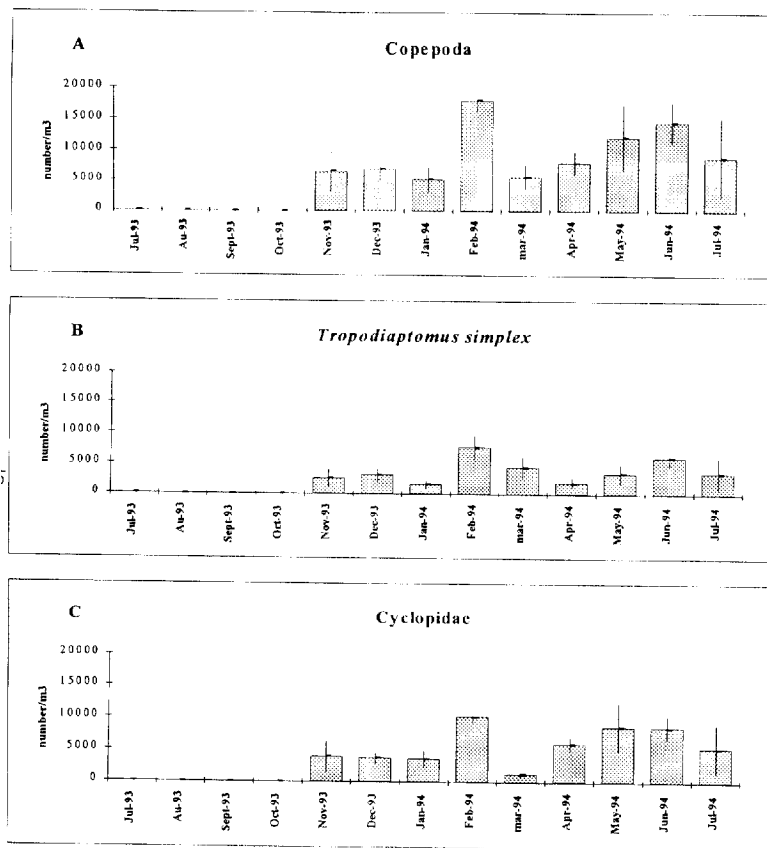 A
Copepoda
number/m3
20000
15000
10000
5000
0
Jul-93
Au-93
Sept-93
Oct-93
Nov-93
Dec-93
Jan-94
Feb-94
mar-94
Apr-94
May-94
Jun-94
Jul-94
B
Tropodiaptomus simplex
number/m3
20000
15000
10000
5000
0
Jul-93
Au-93
Sept-93
Oct-93
Nov-93
Dec-93
Jan-94
Feb-94
mar-94
Apr-94
May-94
Jun-94
Jul-94
C
Cyclopidae
number/m3
20000
15000
10000
5000
0
Jul-93
Au-93
Sept-93
Oct-93
Nov-93
Dec-93
Jan-94
Feb-94
mar-94
Apr-94
May-94
Jun-94
Jul-94